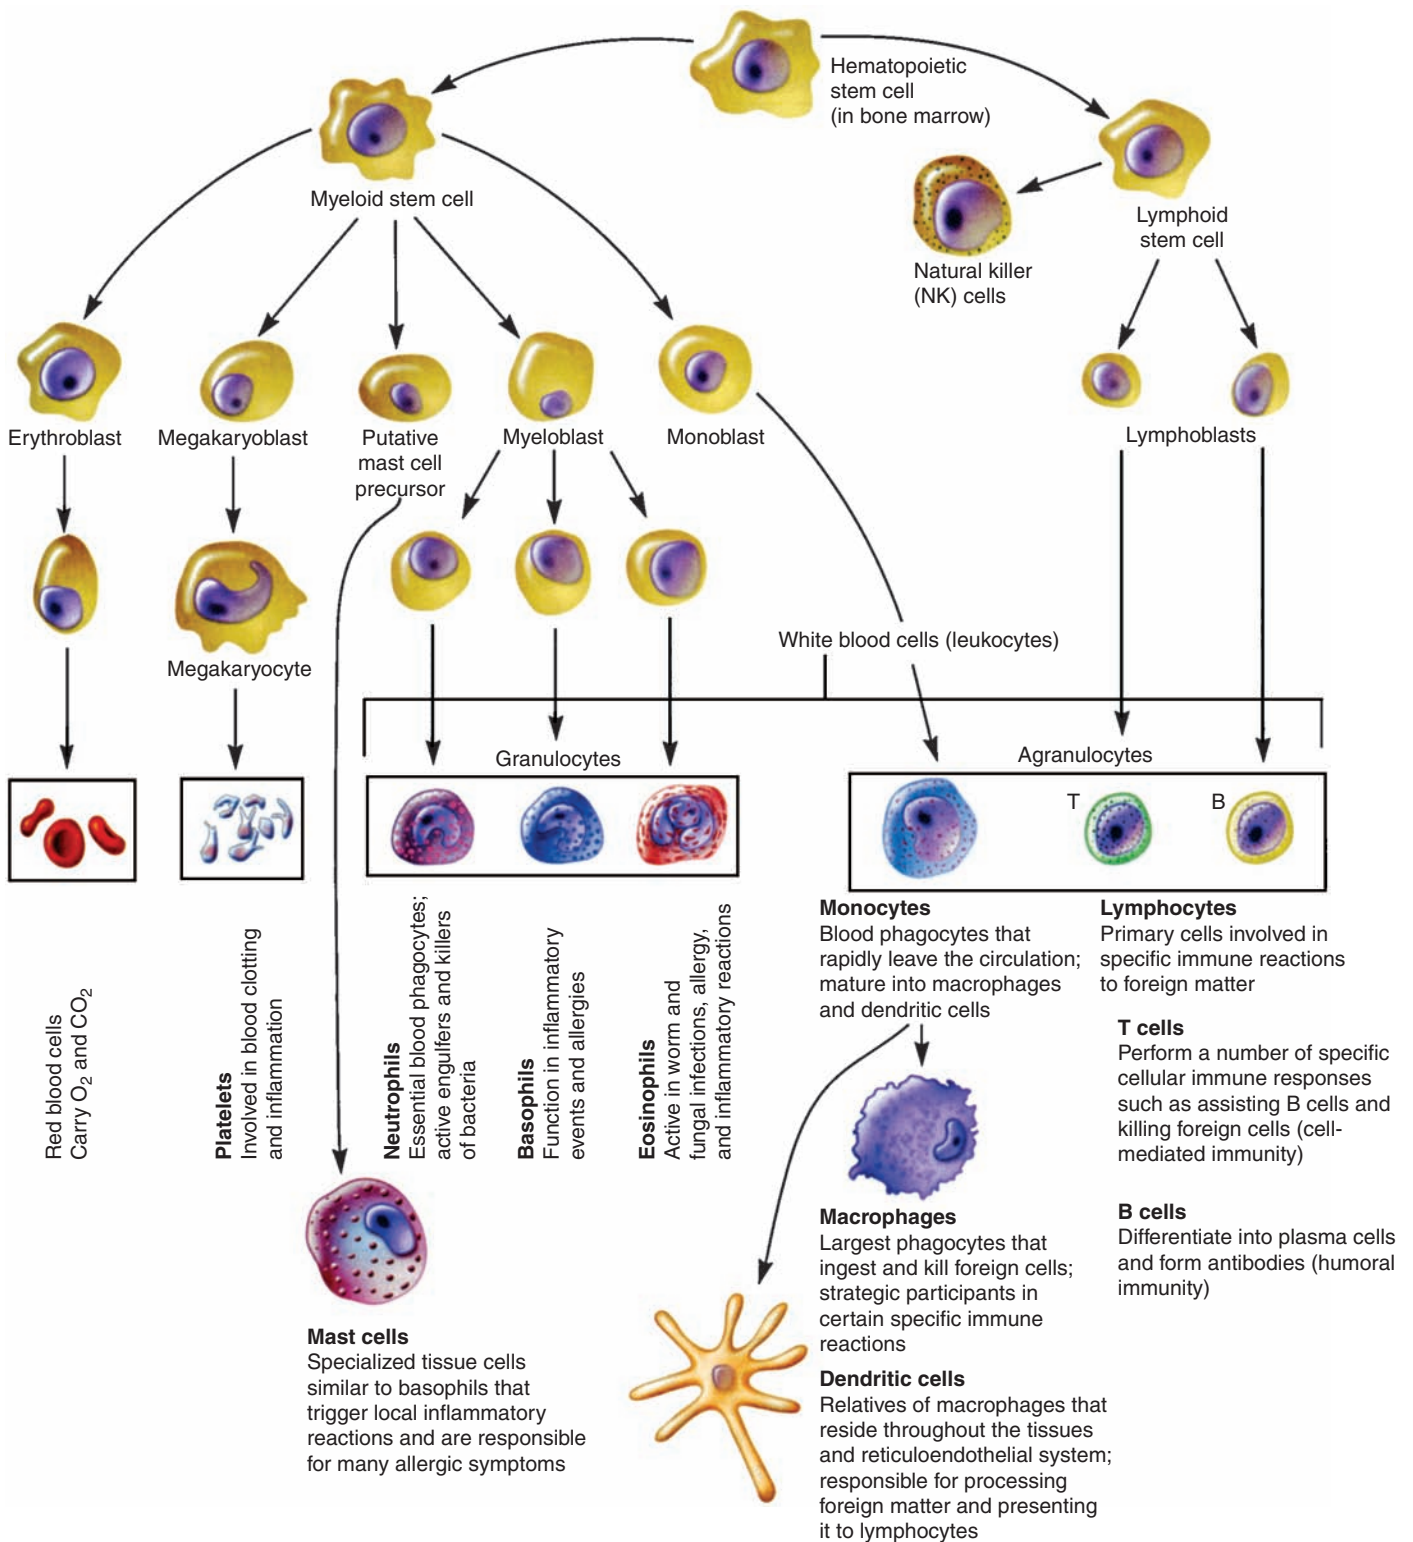 Hematopoietic
stem cell
(in bone marrow)
Myeloid stem cell
Lymphoid
stem cell
Natural killer
(NK) cells
Erythroblast
Megakaryoblast
Putative
mast cell
precursor
Myeloblast
Monoblast
Lymphoblasts
Megakaryocyte
White blood cells (leukocytes)
Granulocytes
Agranulocytes
T
B
Red blood cells
Carry O₂ and CO₂
Platelets
Involved in blood clotting
and inflammation
Neutrophils
Essential blood phagocytes;
active engulfers and killers
of bacteria
Basophils
Function in inflammatory
events and allergies
Eosinophils
Active in worm and
fungal infections, allergy,
and inflammatory reactions
Monocytes
Blood phagocytes that
rapidly leave the circulation;
mature into macrophages
and dendritic cells
Lymphocytes
Primary cells involved in
specific immune reactions
to foreign matter
T cells
Perform a number of specific
cellular immune responses
such as assisting B cells and
killing foreign cells (cell-
mediated immunity)
B cells
Differentiate into plasma cells
and form antibodies (humoral
immunity)
Macrophages
Largest phagocytes that
ingest and kill foreign cells;
strategic participants in
certain specific immune
reactions
Mast cells
Specialized tissue cells
similar to basophils that
trigger local inflammatory
reactions and are responsible
for many allergic symptoms
Dendritic cells
Relatives of macrophages that
reside throughout the tissues
and reticuloendothelial system;
responsible for processing
foreign matter and presenting
it to lymphocytes